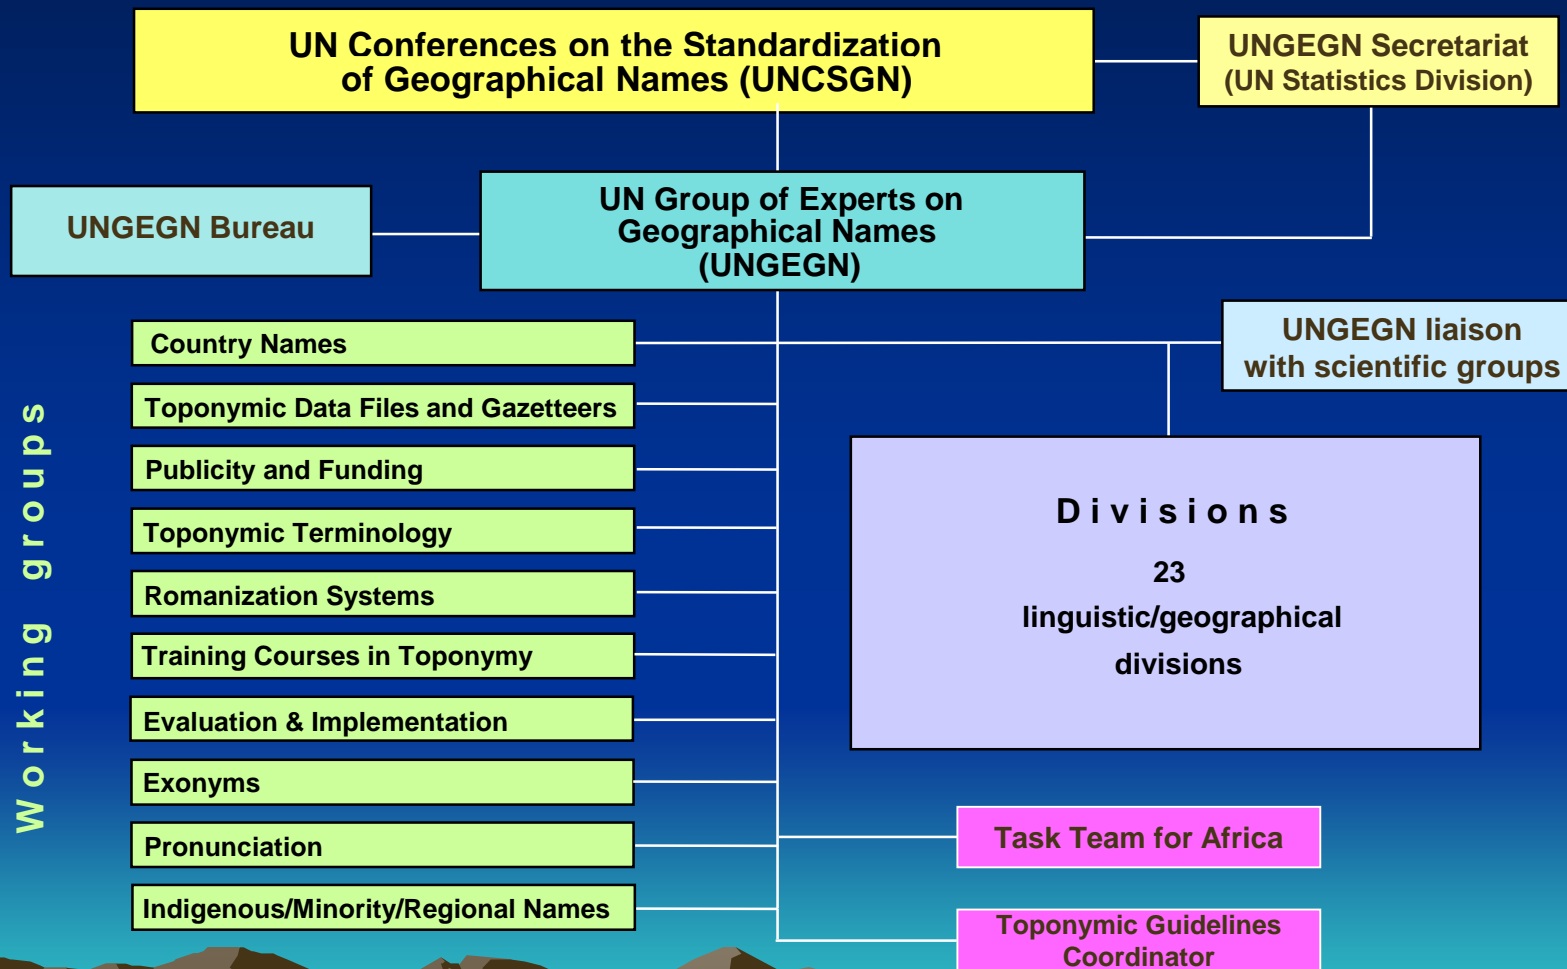 UN Conferences on the Standardization
of Geographical Names (UNCSGN)
UNGEGN Secretariat
(UN Statistics Division)
UNGEGN Bureau
UN Group of Experts on
Geographical Names
(UNGEGN)
UNGEGN liaison
with scientific groups
Working groups
Country Names
Toponymic Data Files and Gazetteers
Publicity and Funding
Toponymic Terminology
Romanization Systems
Training Courses in Toponymy
Evaluation & Implementation
Exonyms
Pronunciation
Indigenous/Minority/Regional Names
Divisions
23
linguistic/geographical
divisions
Task Team for Africa
Toponymic Guidelines
Coordinator